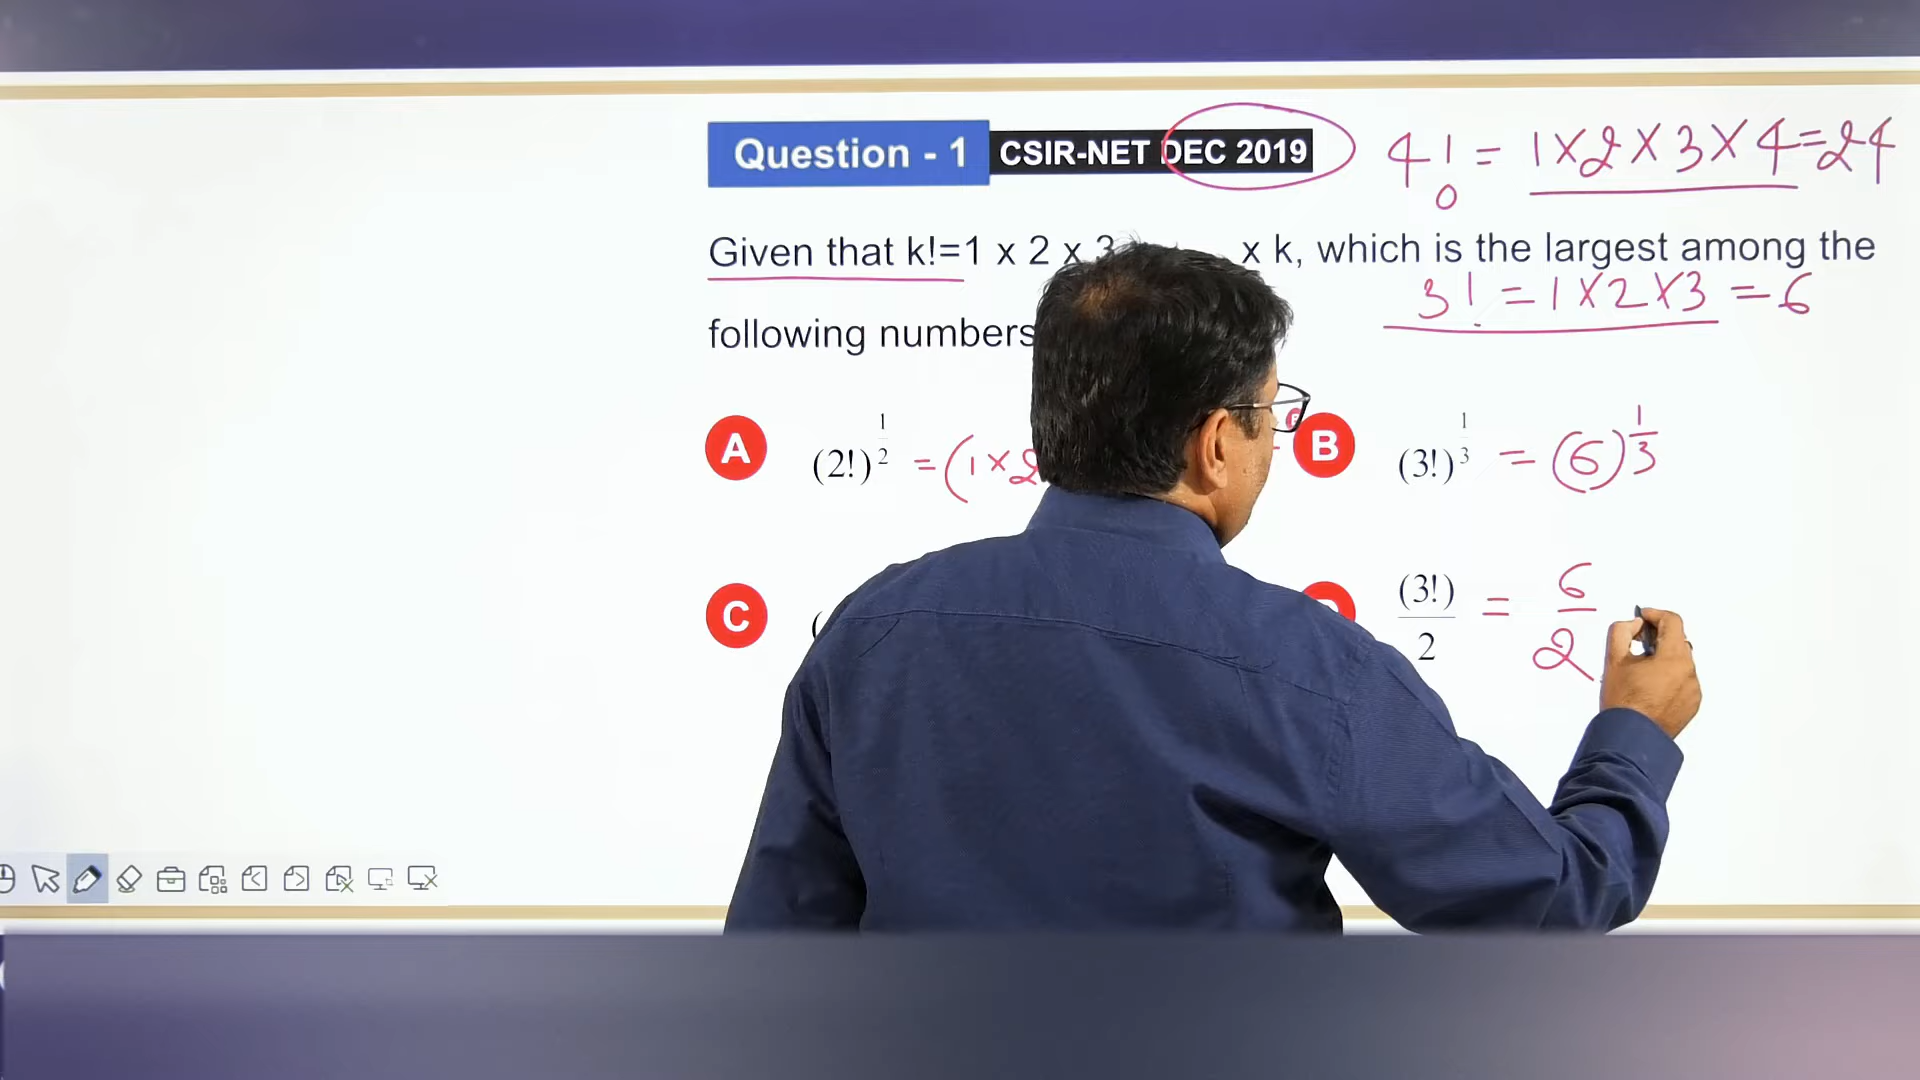 Question - 1 CSIR-NET DEC 2019 4! = 1×2×3×4=24
Given that k!=1 x 2 x 3 x k, which is the largest among the
3! = 1×2×3 = 6
following numbers
A (2!)^{1/2} = (1×2 B (3!)^{1/3} = (6)^{1/3}
C ( D (3!)/2 = 6/2